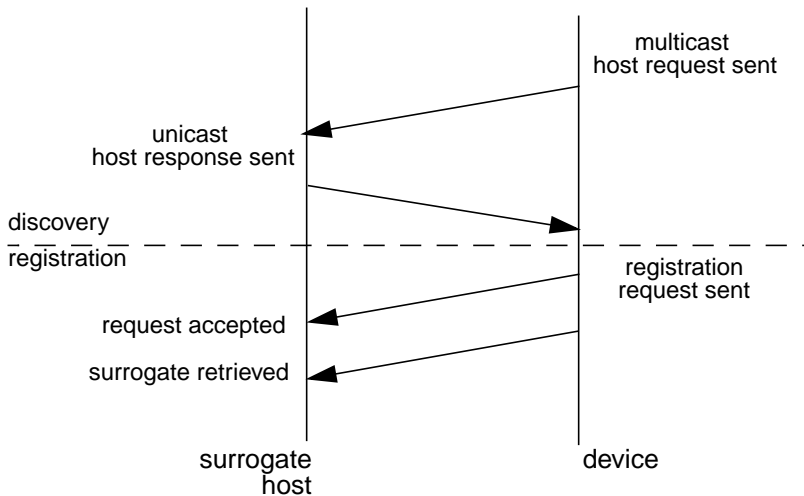 multicast
host request sent
unicast
host response sent
discovery
registration
registration
request sent
request accepted
surrogate retrieved
surrogate
host
device